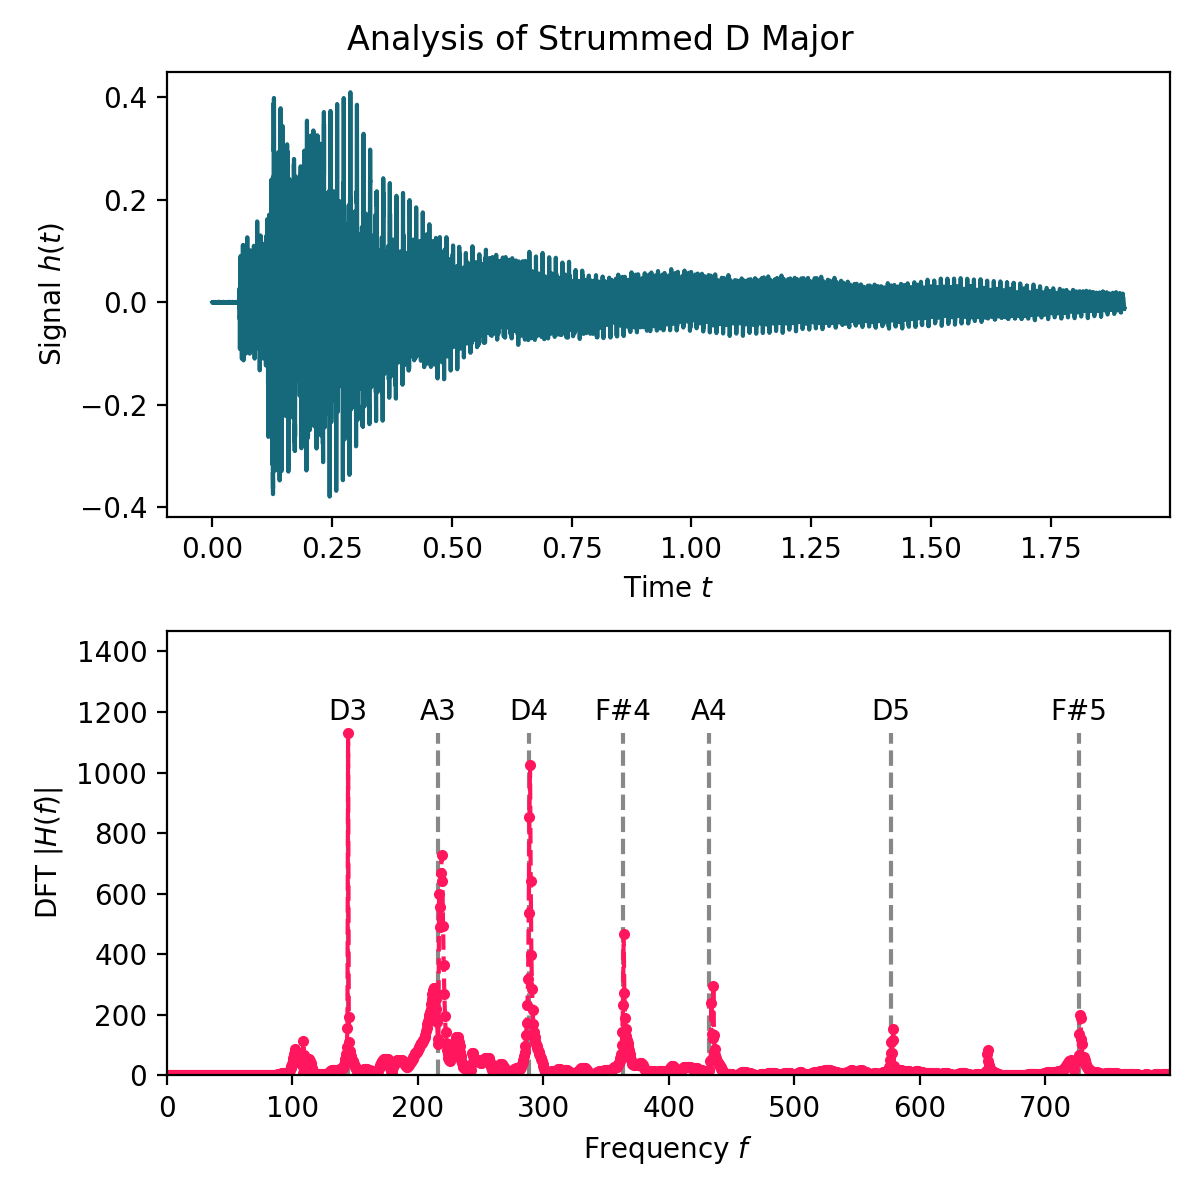 Analysis of Strummed D Major
0.4
0.2
0.0
−0.2
−0.4
Signal h(t)
0.00 0.25 0.50 0.75 1.00 1.25 1.50 1.75
Time t
1400
1200
1000
800
600
400
200
0
DFT |H(f)|
D3 A3 D4 F#4 A4 D5 F#5
0 100 200 300 400 500 600 700
Frequency f